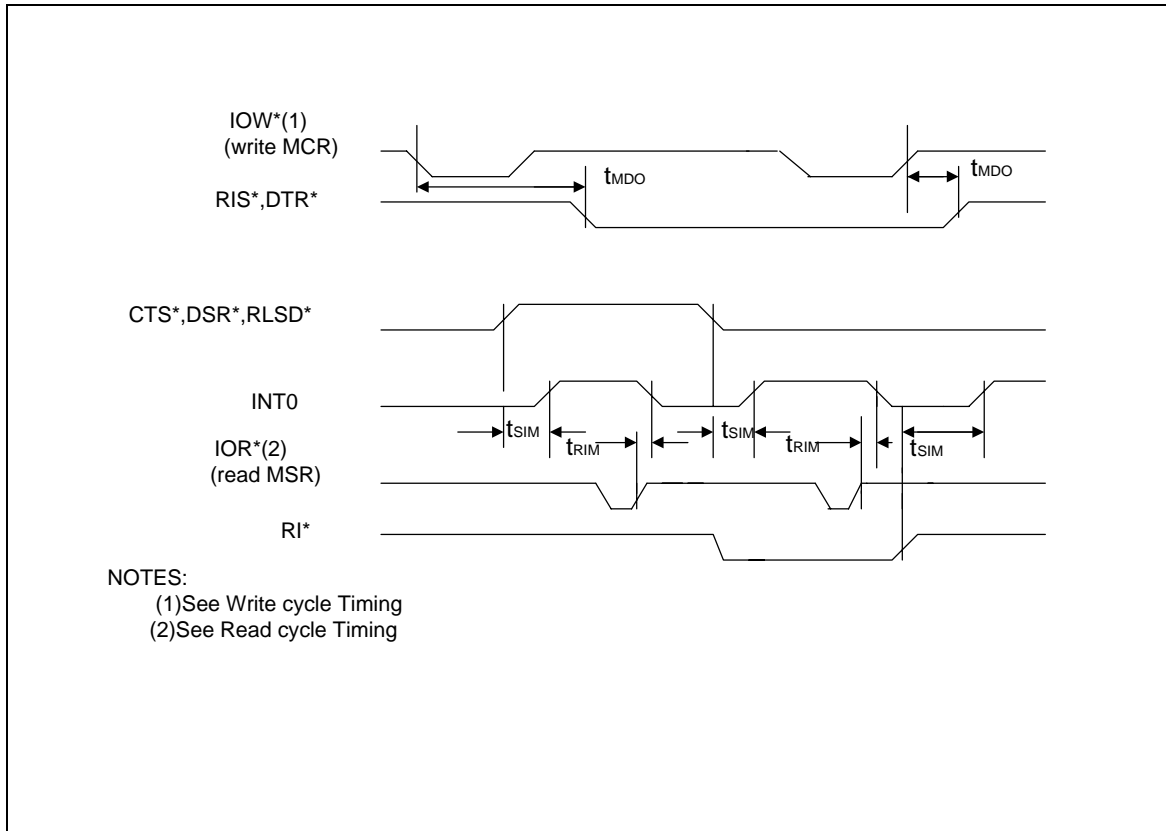 IOW*(1)
(write MCR)
tMDO
tMDO
RIS*,DTR*
CTS*,DSR*,RLSD*
INT0
tSIM
tRIM
tSIM
tRIM
tSIM
IOR*(2)
(read MSR)
RI*
NOTES:
(1)See Write cycle Timing
(2)See Read cycle Timing